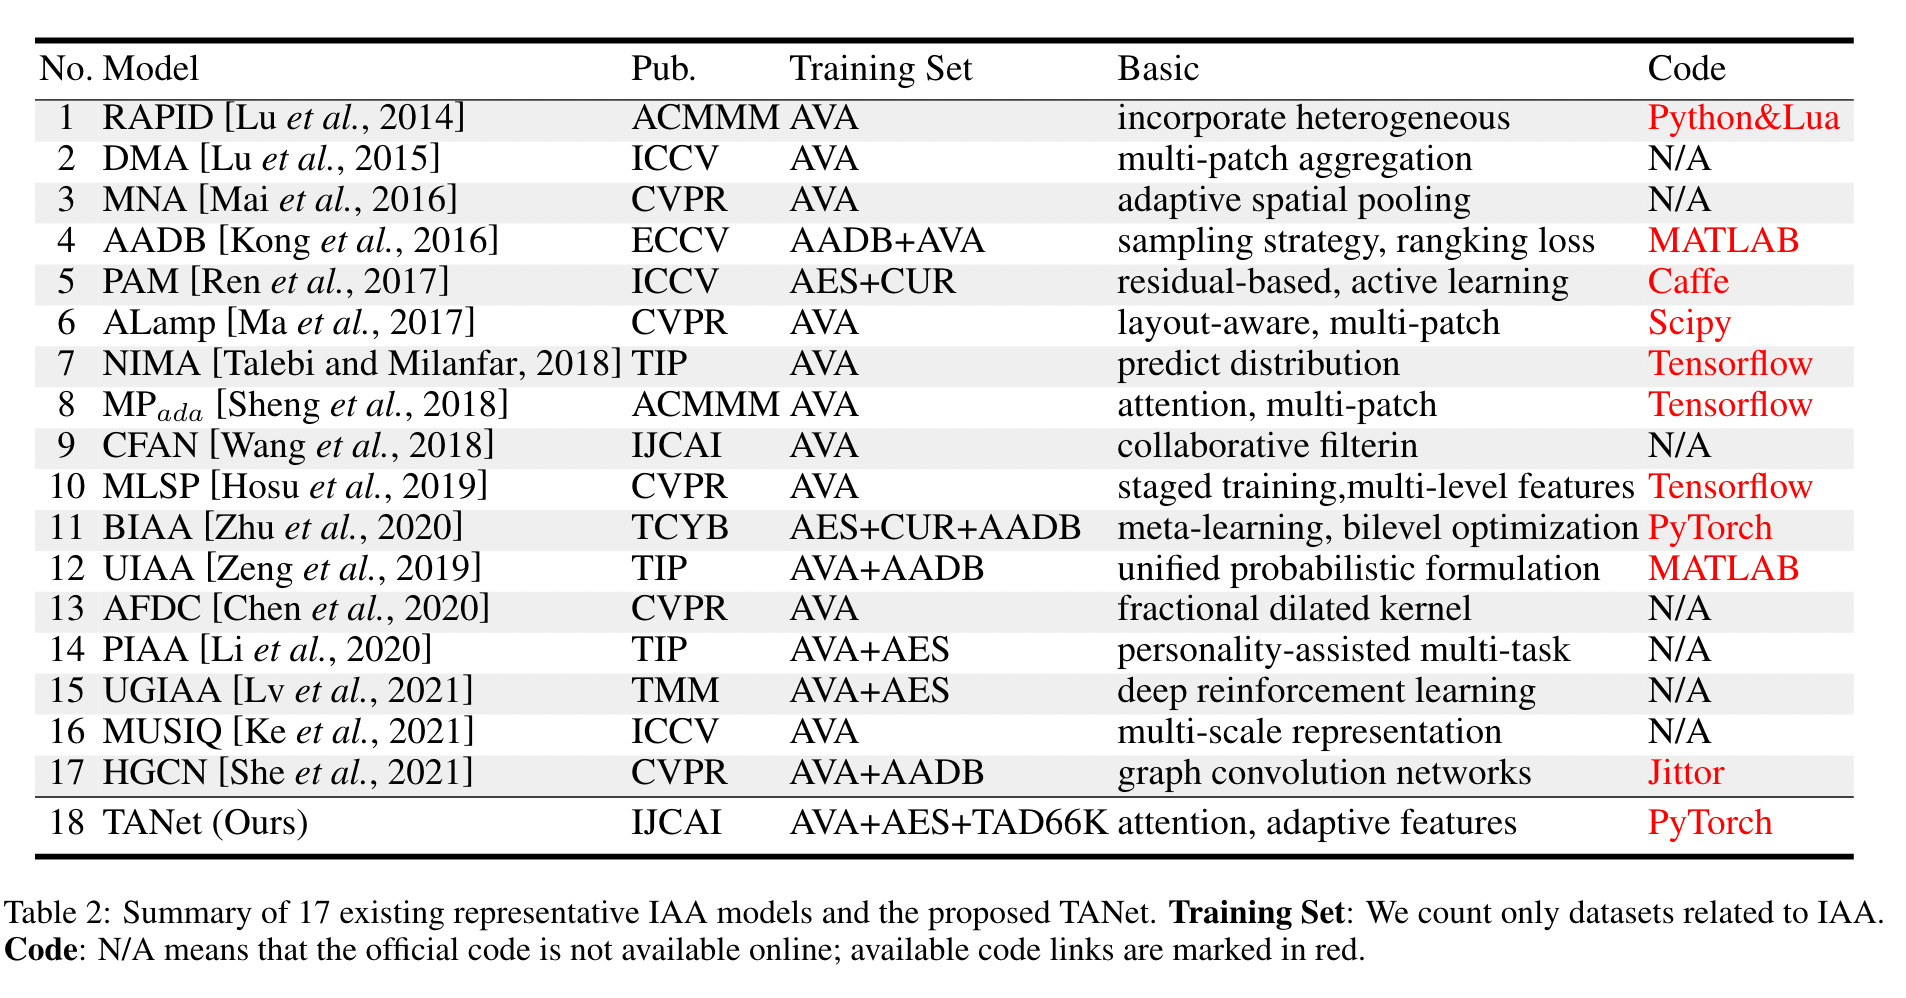 No. Model Pub. Training Set Basic Code
1 RAPID [Lu et al., 2014] ACMMM AVA incorporate heterogeneous Python&Lua
2 DMA [Lu et al., 2015] ICCV AVA multi-patch aggregation N/A
3 MNA [Mai et al., 2016] CVPR AVA adaptive spatial pooling N/A
4 AADB [Kong et al., 2016] ECCV AADB+AVA sampling strategy, rangking loss MATLAB
5 PAM [Ren et al., 2017] ICCV AES+CUR residual-based, active learning Caffe
6 ALamp [Ma et al., 2017] CVPR AVA layout-aware, multi-patch Scipy
7 NIMA [Talebi and Milanfar, 2018] TIP AVA predict distribution Tensorflow
8 MPada [Sheng et al., 2018] ACMMM AVA attention, multi-patch Tensorflow
9 CFAN [Wang et al., 2018] IJCAI AVA collaborative filterin N/A
10 MLSP [Hosu et al., 2019] CVPR AVA staged training,multi-level features Tensorflow
11 BIAA [Zhu et al., 2020] TCYB AES+CUR+AADB meta-learning, bilevel optimization PyTorch
12 UIAA [Zeng et al., 2019] TIP AVA+AADB unified probabilistic formulation MATLAB
13 AFDC [Chen et al., 2020] CVPR AVA fractional dilated kernel N/A
14 PIAA [Li et al., 2020] TIP AVA+AES personality-assisted multi-task N/A
15 UGIAA [Lv et al., 2021] TMM AVA+AES deep reinforcement learning N/A
16 MUSIQ [Ke et al., 2021] ICCV AVA multi-scale representation N/A
17 HGCN [She et al., 2021] CVPR AVA+AADB graph convolution networks Jittor
18 TANet (Ours) IJCAI AVA+AES+TAD66K attention, adaptive features PyTorch
Table 2: Summary of 17 existing representative IAA models and the proposed TANet. Training Set: We count only datasets related to IAA.
Code: N/A means that the official code is not available online; available code links are marked in red.